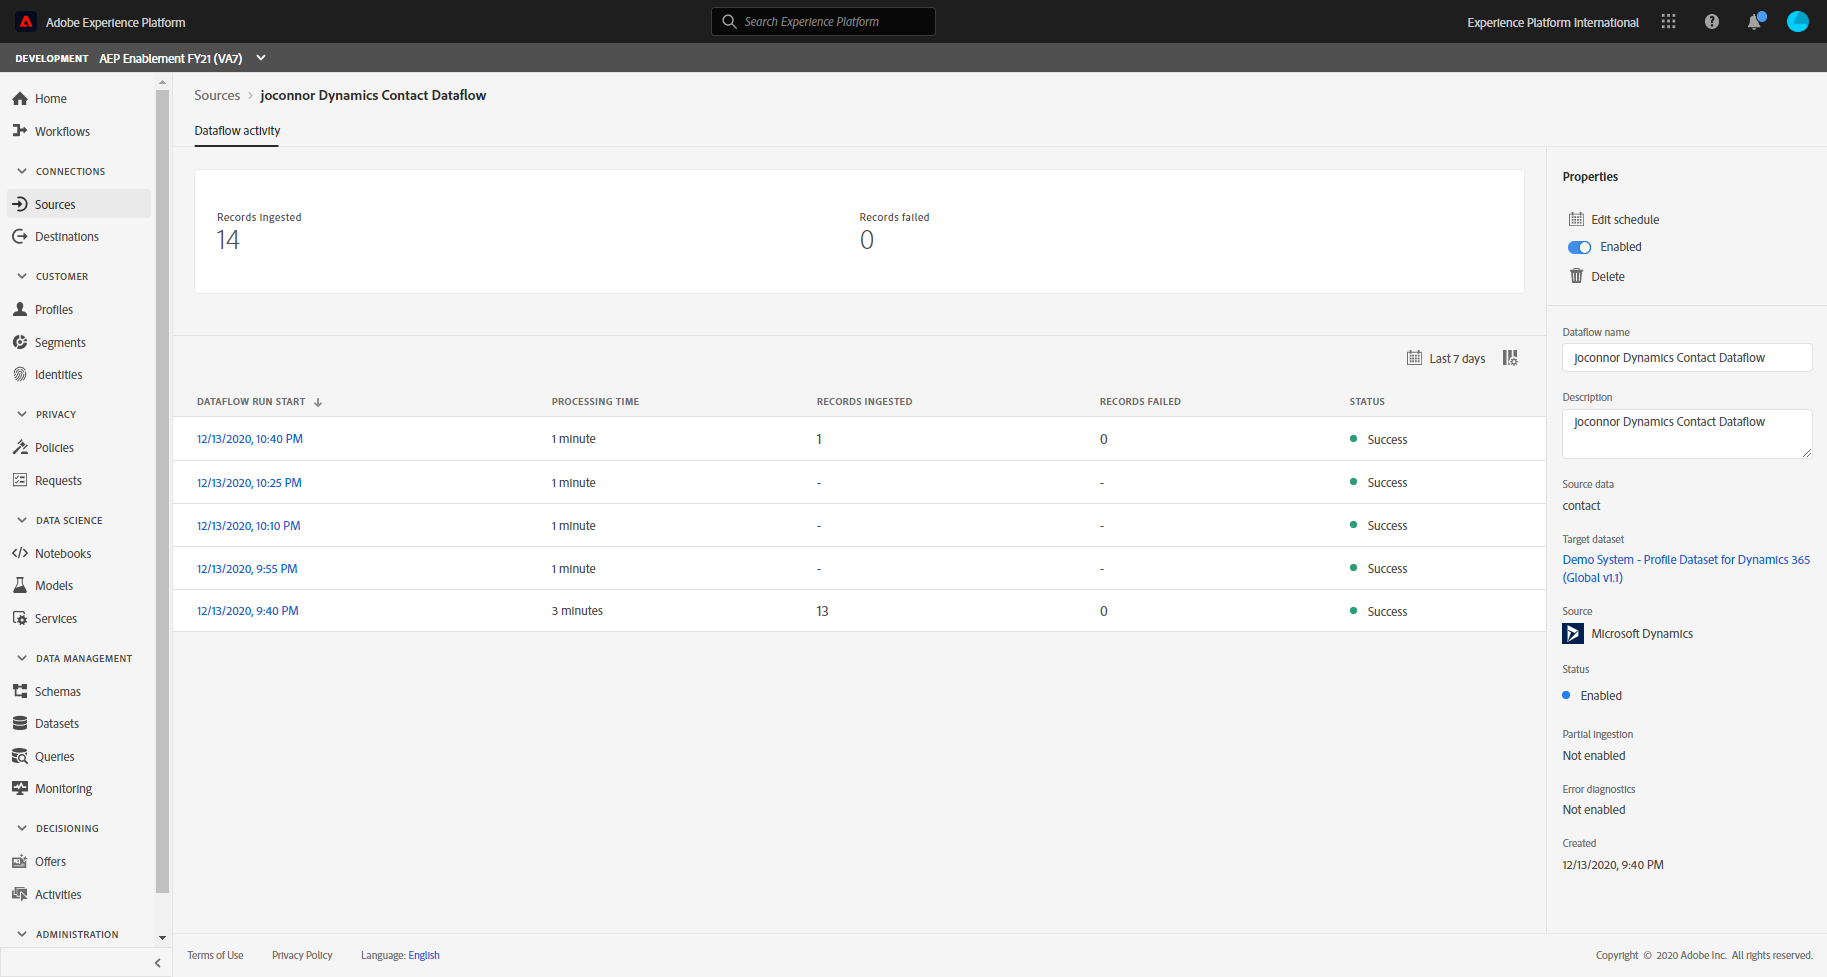 Adobe Experience Platform
Search Experience Platform
Experience Platform International
DEVELOPMENT AEP Enablement FY21 (VA7)
Home
Workflows
CONNECTIONS
Sources
Destinations
CUSTOMER
Profiles
Segments
Identities
PRIVACY
Policies
Requests
DATA SCIENCE
Notebooks
Models
Services
DATA MANAGEMENT
Schemas
Datasets
Queries
Monitoring
DECISIONING
Offers
Activities
ADMINISTRATION
Sources > joconnor Dynamics Contact Dataflow
Dataflow activity
Records ingested Records failed
14 0
Last 7 days
DATAFLOW RUN START PROCESSING TIME RECORDS INGESTED RECORDS FAILED STATUS
12/13/2020, 10:40 PM 1 minute 1 0 Success
12/13/2020, 10:25 PM 1 minute - - Success
12/13/2020, 10:10 PM 1 minute - - Success
12/13/2020, 9:55 PM 1 minute - - Success
12/13/2020, 9:40 PM 3 minutes 13 0 Success
Properties
Edit schedule
Enabled
Delete
Dataflow name
joconnor Dynamics Contact Dataflow
Description
joconnor Dynamics Contact Dataflow
Source data
contact
Target dataset
Demo System - Profile Dataset for Dynamics 365
(Global v1.1)
Source
Microsoft Dynamics
Status
Enabled
Partial ingestion
Not enabled
Error diagnostics
Not enabled
Created
12/13/2020, 9:40 PM
Terms of Use Privacy Policy Language: English
Copyright © 2020 Adobe Inc. All rights reserved.